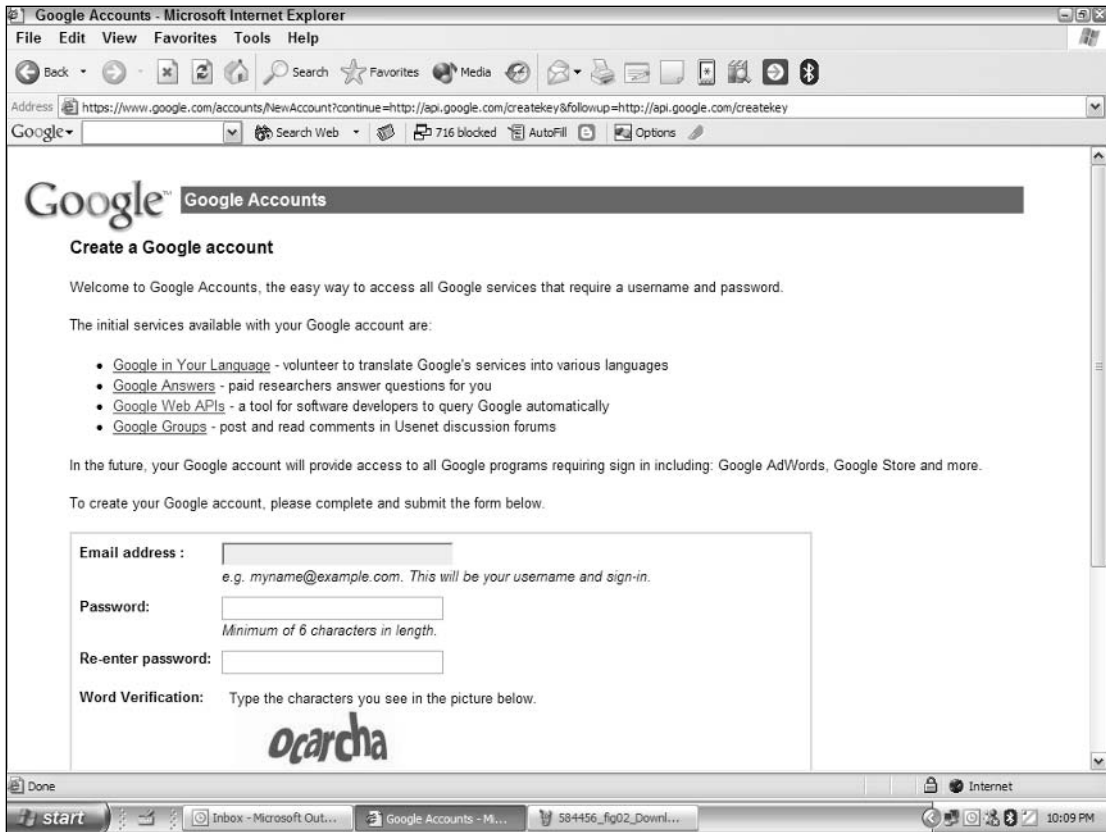 Google Accounts - Microsoft Internet Explorer
File Edit View Favorites Tools Help
Back Search Favorites Media
Address https://www.google.com/accounts/NewAccount?continue=http://api.google.com/createkey&followup=http://api.google.com/createkey
Google Search Web 716 blocked AutoFill Options
Google™ Google Accounts
Create a Google account
Welcome to Google Accounts, the easy way to access all Google services that require a username and password.
The initial services available with your Google account are:
• Google in Your Language - volunteer to translate Google's services into various languages
• Google Answers - paid researchers answer questions for you
• Google Web APIs - a tool for software developers to query Google automatically
• Google Groups - post and read comments in Usenet discussion forums
In the future, your Google account will provide access to all Google programs requiring sign in including: Google AdWords, Google Store and more.
To create your Google account, please complete and submit the form below.
Email address :
e.g. myname@example.com. This will be your username and sign-in.
Password:
Minimum of 6 characters in length.
Re-enter password:
Word Verification: Type the characters you see in the picture below.
ocarcha
Done Internet
start Inbox - Microsoft Out... Google Accounts - M... 584456_fig02_Downl... 10:09 PM